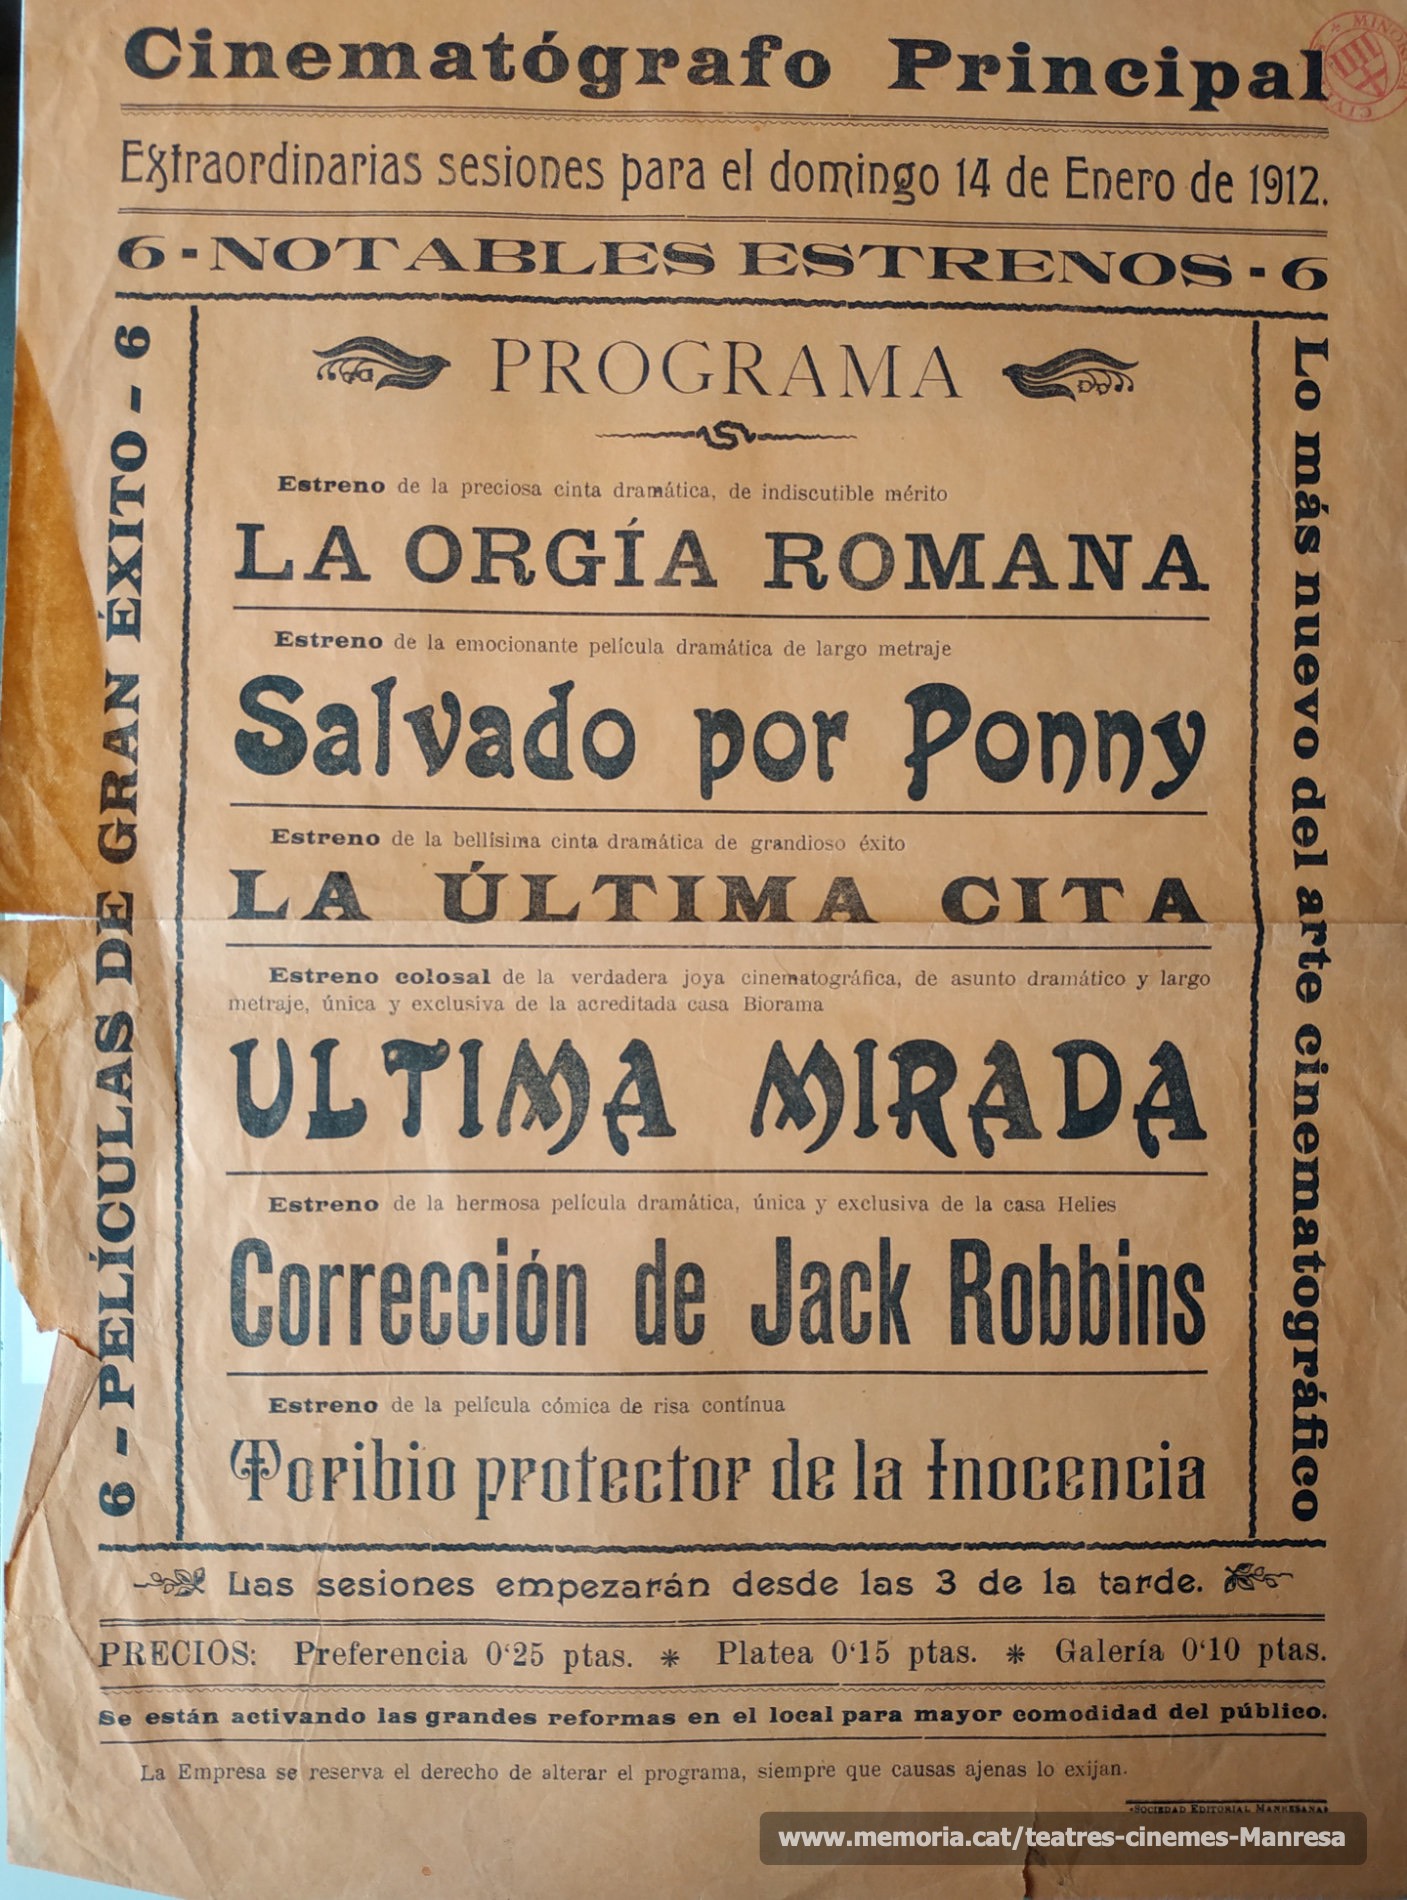 Cinematógrafo Principal
Extraordinarias sesiones para el domingo 14 de Enero de 1912.
6 - NOTABLES ESTRENOS - 6
6 - PELÍCULAS DE GRAN ÉXITO - 6
PROGRAMA
Estreno de la preciosa cinta dramática, de indiscutible mérito
LA ORGÍA ROMANA
Estreno de la emocionante película dramática de largo metraje
Salvado por Ponny
Estreno de la bellísima cinta dramática de grandioso éxito
LA ÚLTIMA CITA
Estreno colosal de la verdadera joya cinematográfica, de asunto dramático y largo
metraje, única y exclusiva de la acreditada casa Biorama
ULTIMA MIRADA
Estreno de la hermosa película dramática, única y exclusiva de la casa Helies
Corrección de Jack Robbins
Estreno de la película cómica de risa contínua
Toribio protector de la Inocencia
Lo más nuevo del arte cinematográfico
Las sesiones empezarán desde las 3 de la tarde.
PRECIOS: Preferencia 0‘25 ptas. * Platea 0‘15 ptas. * Galería 0‘10 ptas.
Se están activando las grandes reformas en el local para mayor comodidad del público.
La Empresa se reserva el derecho de alterar el programa, siempre que causas ajenas lo exijan.
«SOCIEDAD EDITORIAL MANRESANA»
www.memoria.cat/teatres-cinemes-Manresa